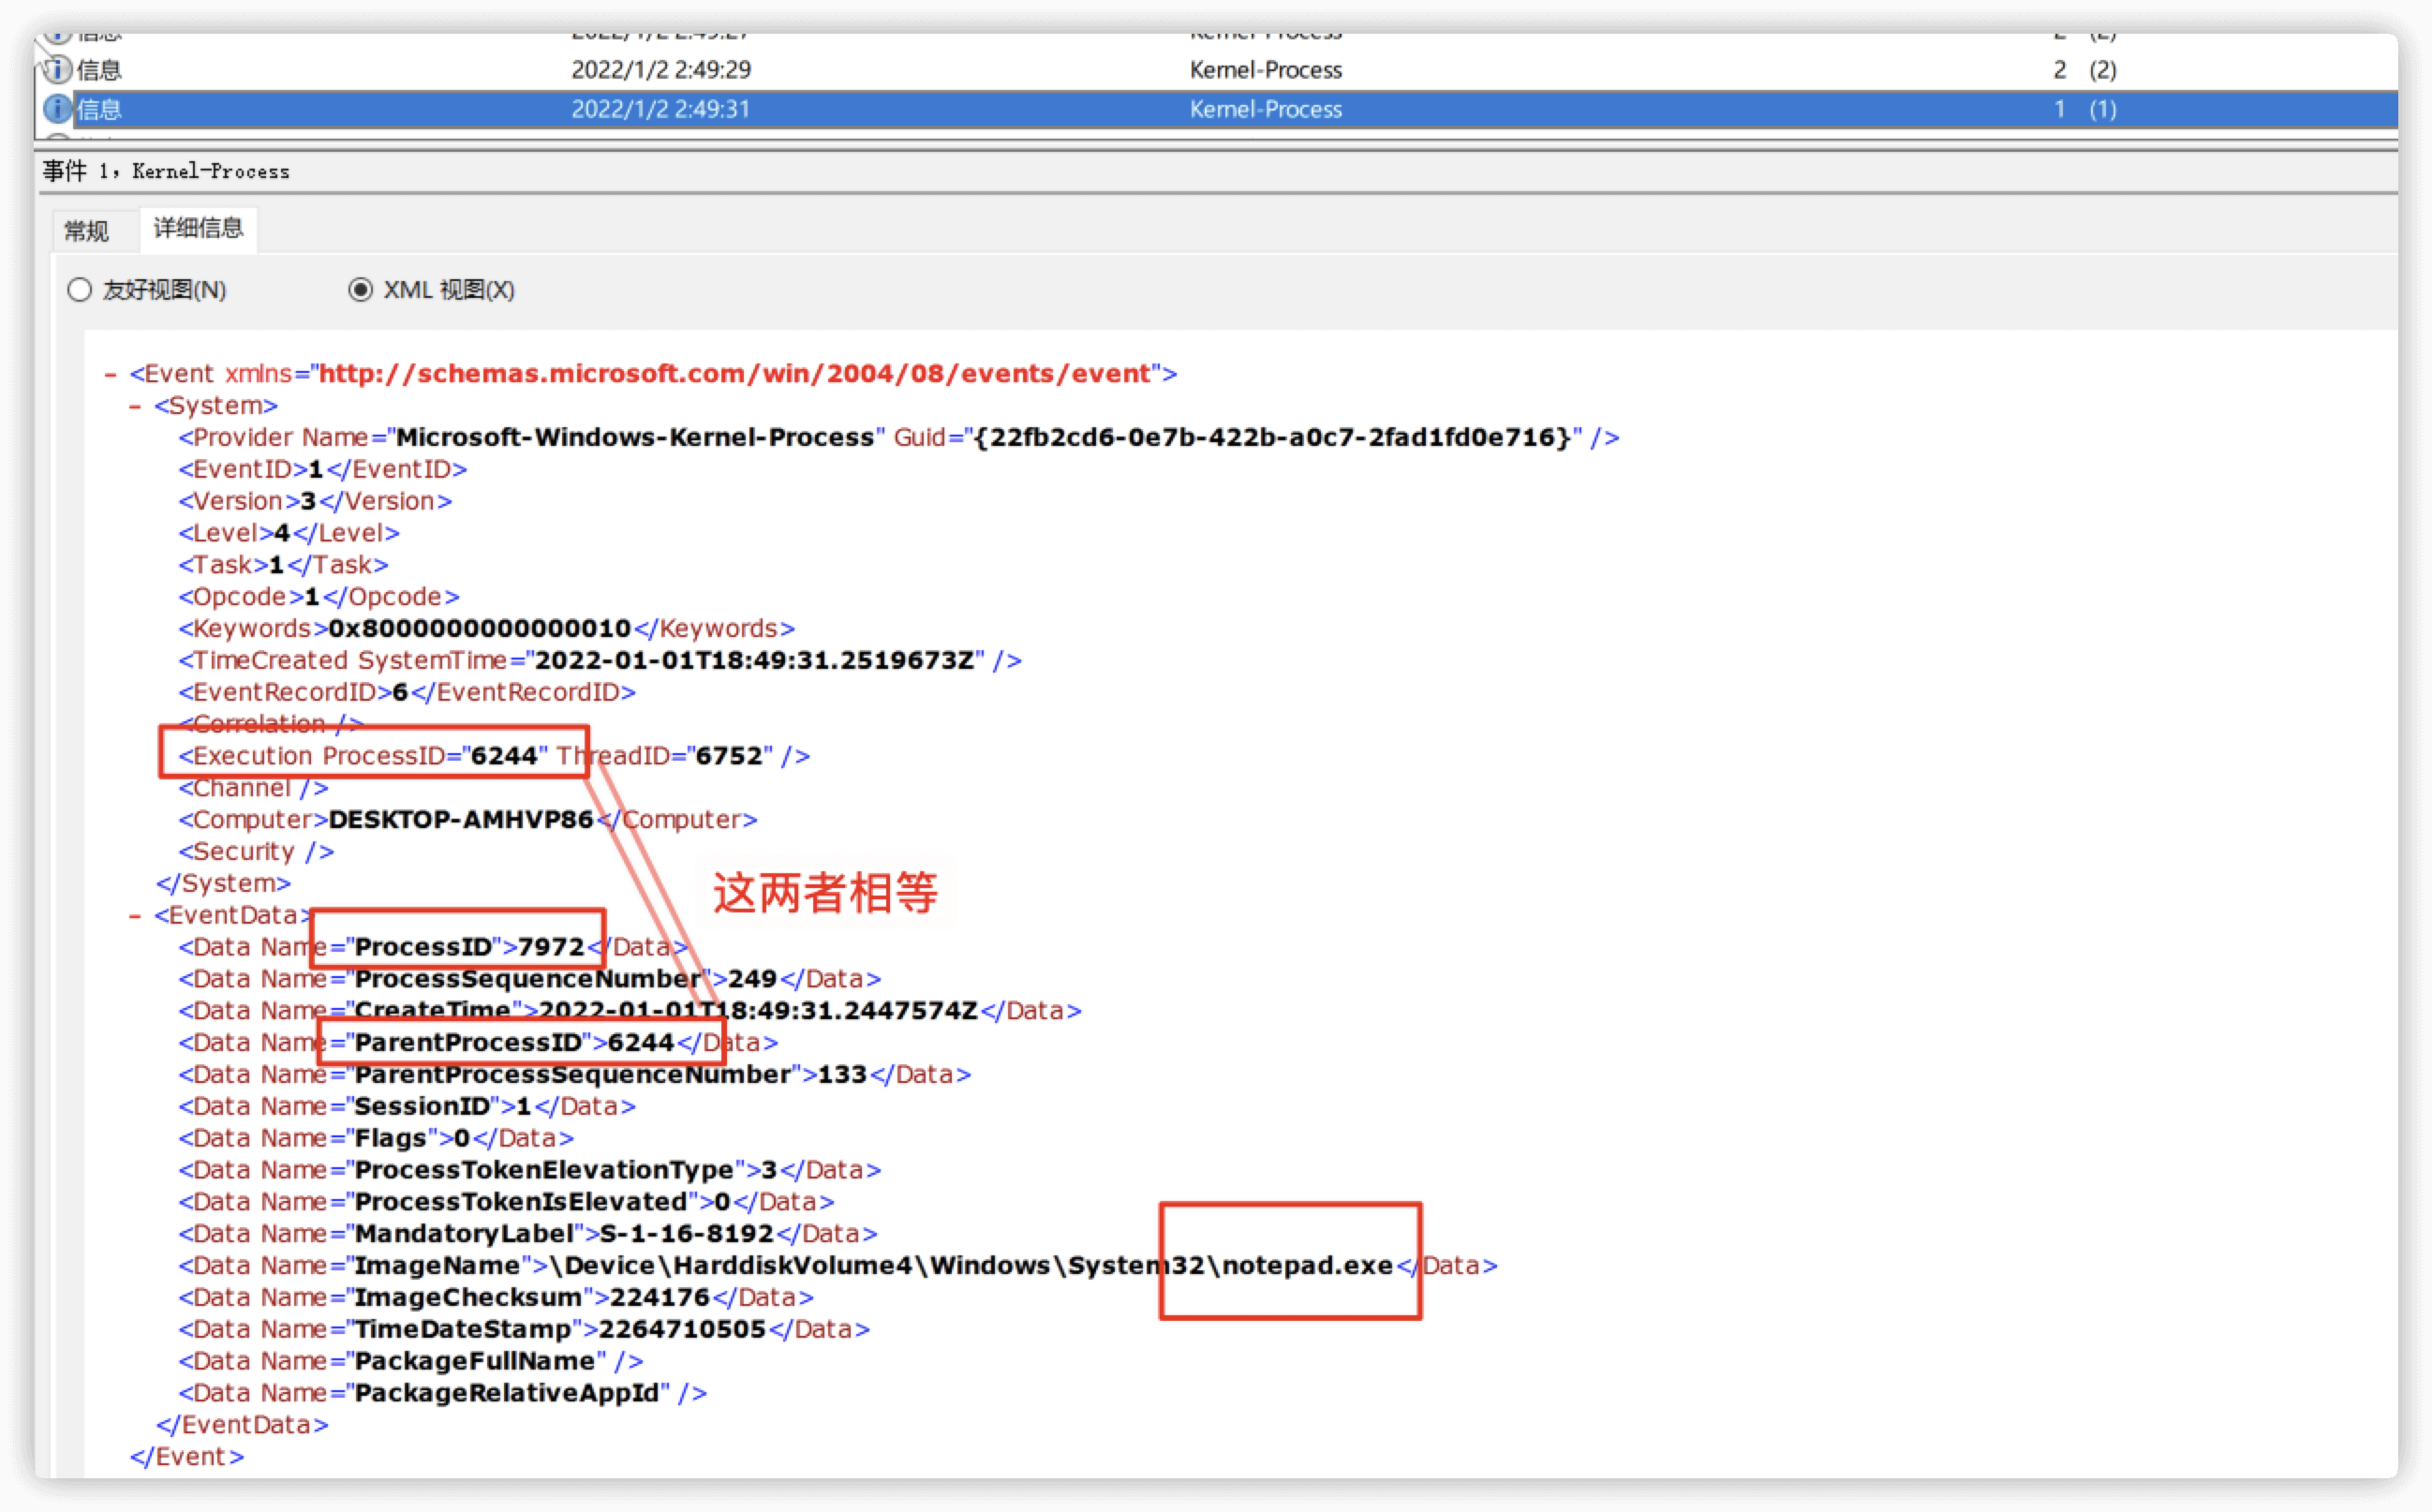 信息 2022/1/2 2:49:27 Kernel-Process 2 (2)
信息 2022/1/2 2:49:29 Kernel-Process 2 (2)
信息 2022/1/2 2:49:31 Kernel-Process 1 (1)
事件 1，Kernel-Process
常规 详细信息
友好视图(N) XML 视图(X)
- <Event xmlns="http://schemas.microsoft.com/win/2004/08/events/event">
- <System>
<Provider Name="Microsoft-Windows-Kernel-Process" Guid="{22fb2cd6-0e7b-422b-a0c7-2fad1fd0e716}" />
<EventID>1</EventID>
<Version>3</Version>
<Level>4</Level>
<Task>1</Task>
<Opcode>1</Opcode>
<Keywords>0x8000000000000010</Keywords>
<TimeCreated SystemTime="2022-01-01T18:49:31.2519673Z" />
<EventRecordID>6</EventRecordID>
<Correlation />
<Execution ProcessID="6244" ThreadID="6752" />
<Channel />
<Computer>DESKTOP-AMHVP86</Computer>
<Security />
</System>
这两者相等
- <EventData>
<Data Name="ProcessID">7972</Data>
<Data Name="ProcessSequenceNumber">249</Data>
<Data Name="CreateTime">2022-01-01T18:49:31.2447574Z</Data>
<Data Name="ParentProcessID">6244</Data>
<Data Name="ParentProcessSequenceNumber">133</Data>
<Data Name="SessionID">1</Data>
<Data Name="Flags">0</Data>
<Data Name="ProcessTokenElevationType">3</Data>
<Data Name="ProcessTokenIsElevated">0</Data>
<Data Name="MandatoryLabel">S-1-16-8192</Data>
<Data Name="ImageName">\Device\HarddiskVolume4\Windows\System32\notepad.exe</Data>
<Data Name="ImageChecksum">224176</Data>
<Data Name="TimeDateStamp">2264710505</Data>
<Data Name="PackageFullName" />
<Data Name="PackageRelativeAppId" />
</EventData>
</Event>